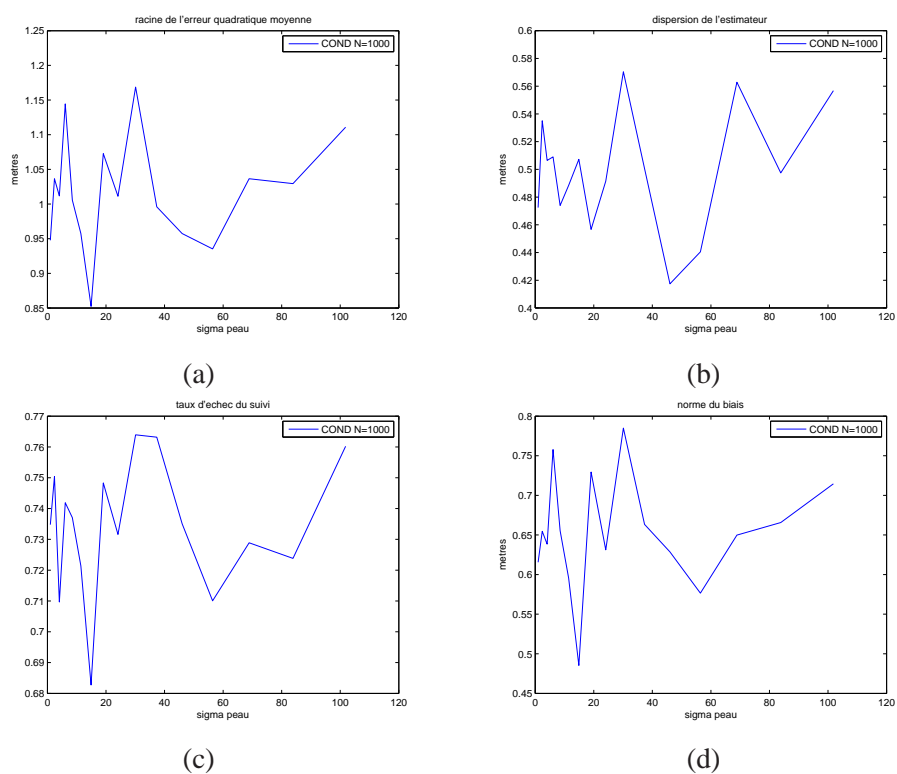 racine de l'erreur quadratique moyenne
1.25
1.2
1.15
1.1
1.05
1
0.95
0.9
0.85
metres
COND N=1000
0 20 40 60 80 100 120
sigma peau
(a)
dispersion de l'estimateur
0.6
0.58
0.56
0.54
0.52
0.5
0.48
0.46
0.44
0.42
0.4
metres
COND N=1000
0 20 40 60 80 100 120
sigma peau
(b)
taux d'echec du suivi
0.77
0.76
0.75
0.74
0.73
0.72
0.71
0.7
0.69
0.68
COND N=1000
0 20 40 60 80 100 120
sigma peau
(c)
norme du biais
0.8
0.75
0.7
0.65
0.6
0.55
0.5
0.45
metres
COND N=1000
0 20 40 60 80 100 120
sigma peau
(d)